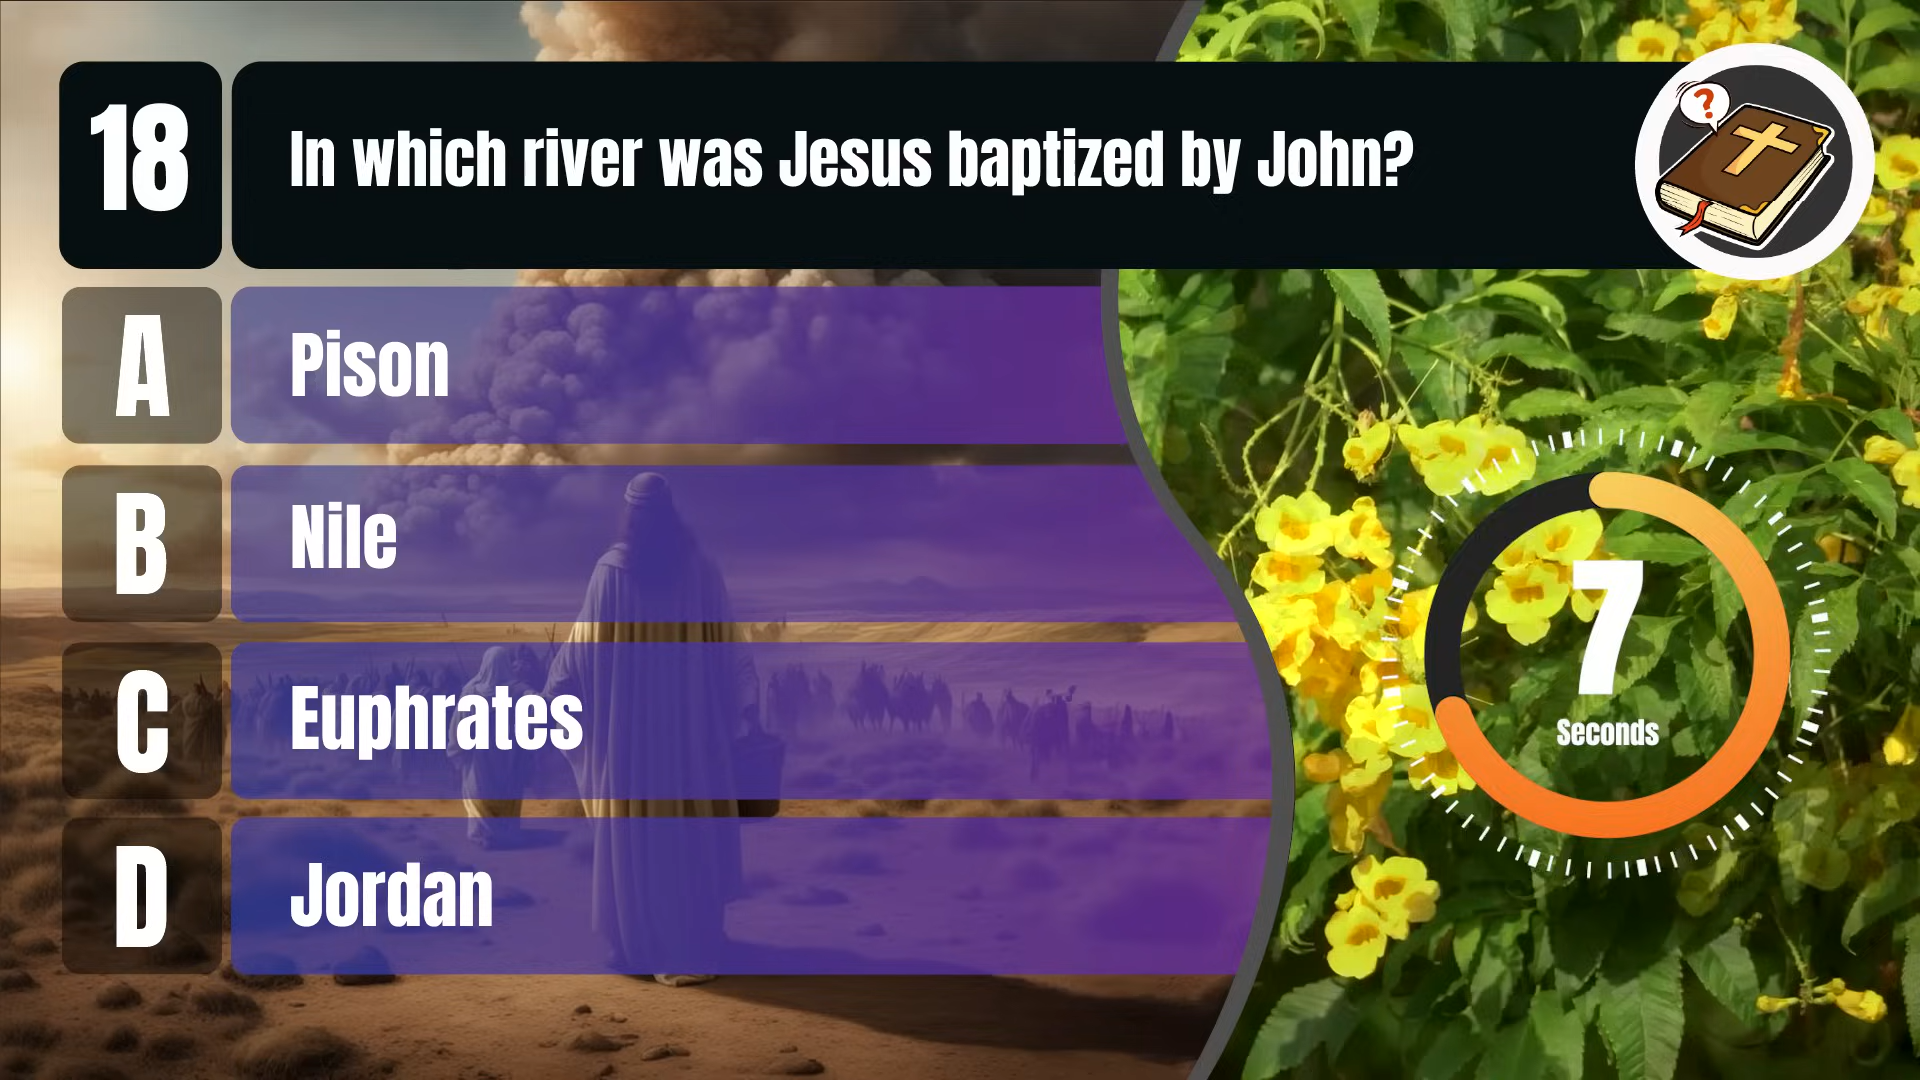 18
In which river was Jesus baptized by John?
?
A
Pison
B
Nile
C
Euphrates
D
Jordan
7
Seconds